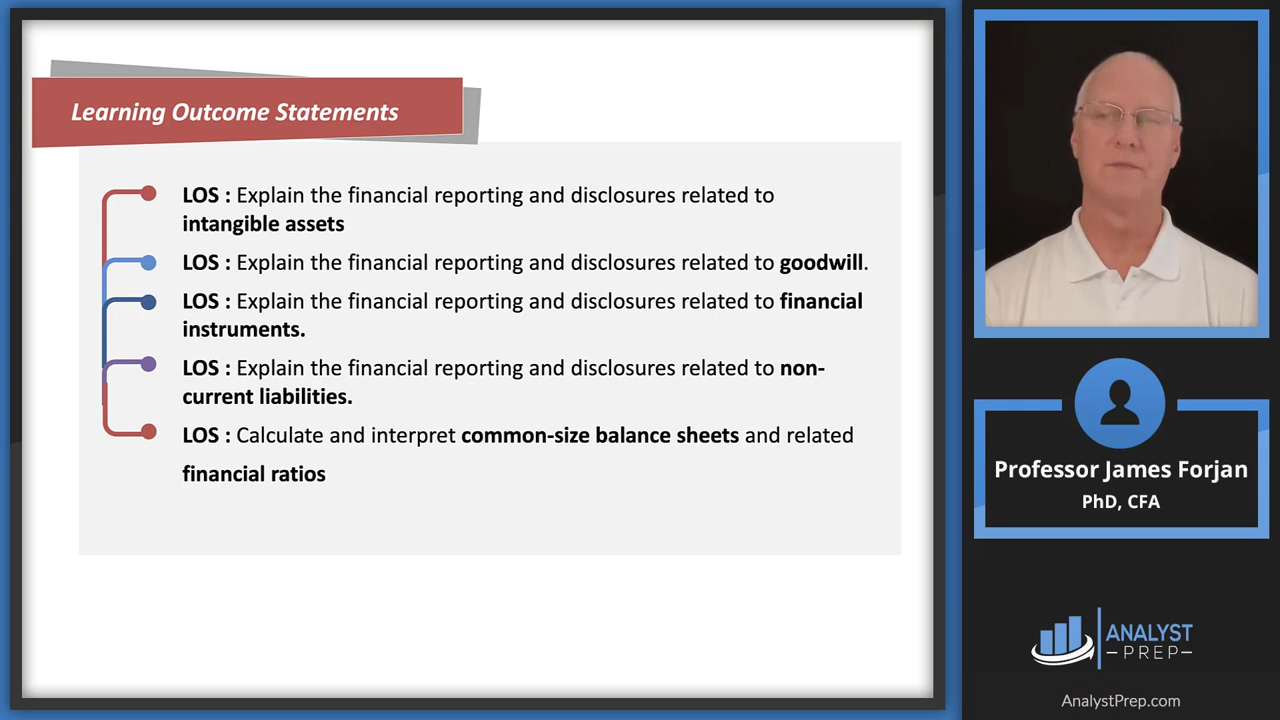 Learning Outcome Statements
LOS : Explain the financial reporting and disclosures related to
intangible assets
LOS : Explain the financial reporting and disclosures related to goodwill.
LOS : Explain the financial reporting and disclosures related to financial
instruments.
LOS : Explain the financial reporting and disclosures related to non-
current liabilities.
LOS : Calculate and interpret common-size balance sheets and related
financial ratios
Professor James Forjan
PhD, CFA
ANALYST
PREP
AnalystPrep.com